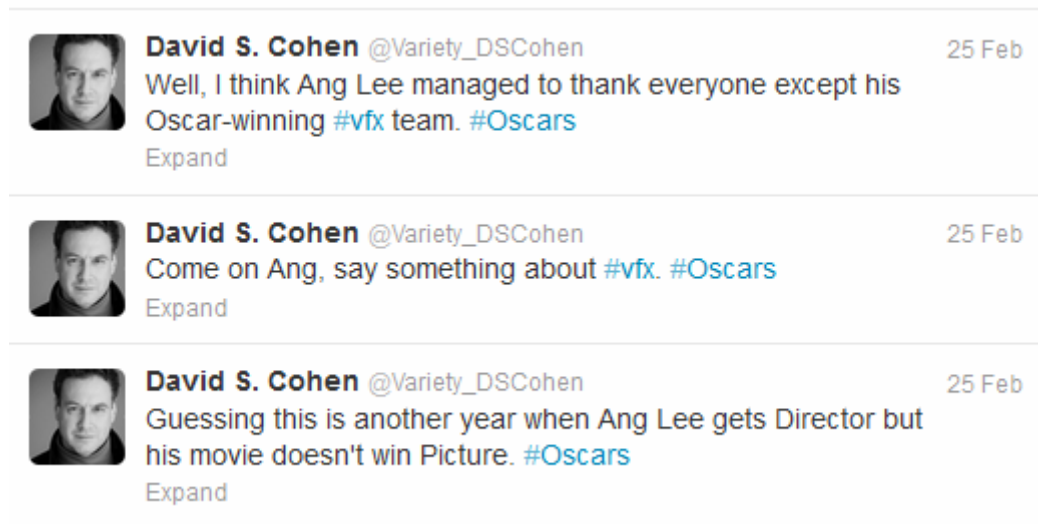 David S. Cohen @Variety_DSCohen 25 Feb
Well, I think Ang Lee managed to thank everyone except his
Oscar-winning #vfx team. #Oscars
Expand
David S. Cohen @Variety_DSCohen 25 Feb
Come on Ang, say something about #vfx. #Oscars
Expand
David S. Cohen @Variety_DSCohen 25 Feb
Guessing this is another year when Ang Lee gets Director but
his movie doesn't win Picture. #Oscars
Expand